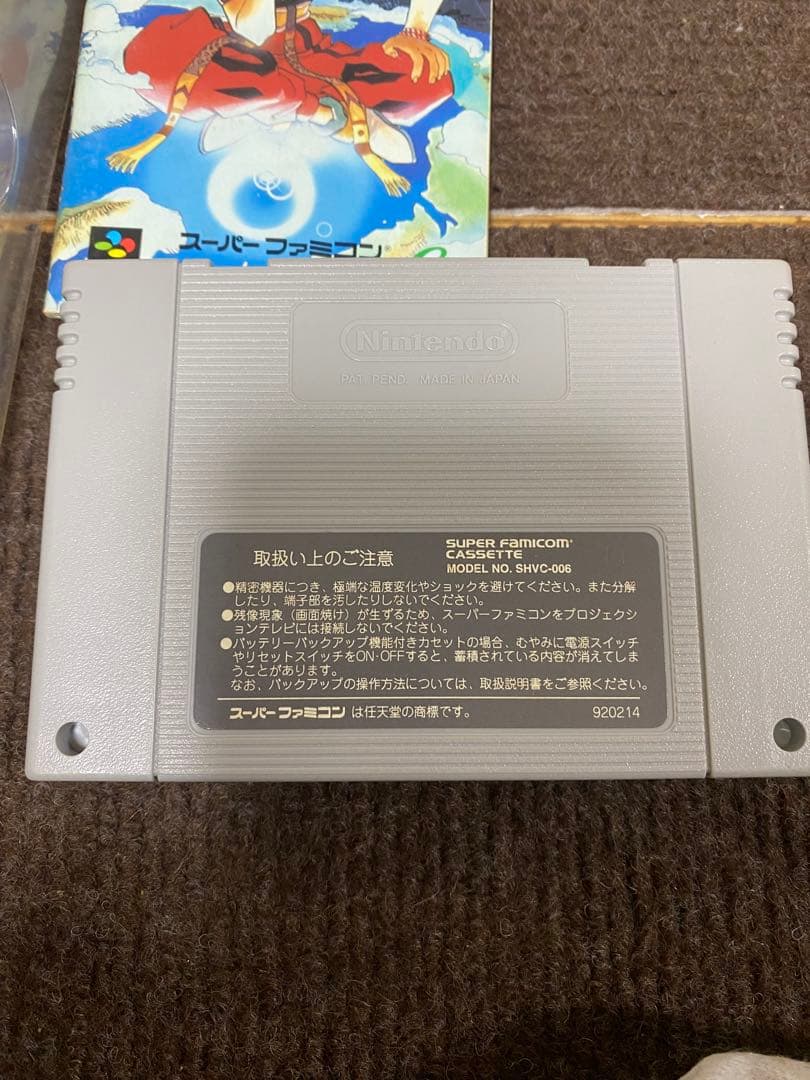 スーパーファミコン®
Nintendo®
PAT. PEND. MADE IN JAPAN
取扱い上のご注意
SUPER FAMICOM®
CASSETTE
MODEL NO. SHVC-006
●精密機器につき、極端な温度変化やショックを避けてください。また分解
したり、端子部を汚したりしないでください。
●残像現象（画面焼け）が生ずるため、スーパーファミコンをプロジェクシ
ョンテレビには接続しないでください。
●バッテリーバックアップ機能付きカセットの場合、むやみに電源スイッチ
やリセットスイッチをON・OFFすると、蓄積されている内容が消えてしま
うことがあります。
なお、バックアップの操作方法については、取扱説明書をご参照ください。
スーパーファミコン は任天堂の商標です。
920214